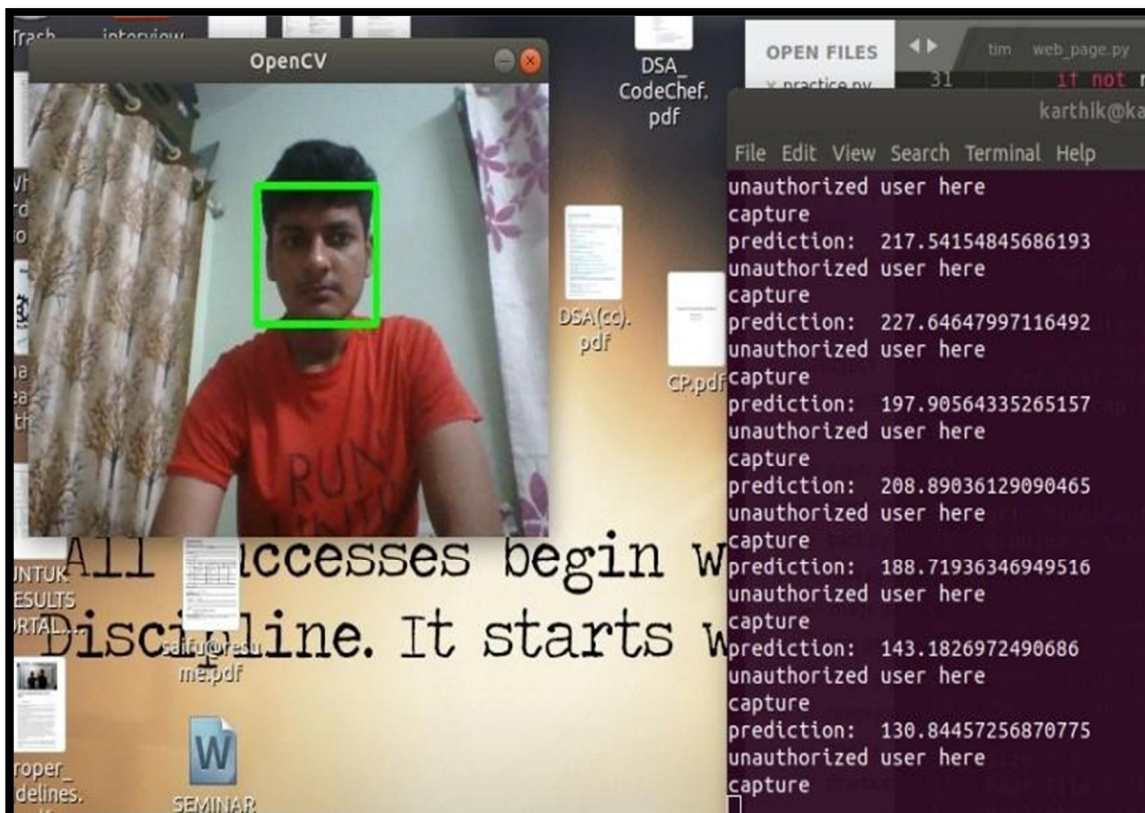 Trash
interview
OpenCV
DSA_
CodeChef.
pdf
OPEN FILES
tim
web_page.py
practice.py
31
if not
karthik@ka
File Edit View Search Terminal Help
unauthorized user here
capture
prediction: 217.54154845686193
unauthorized user here
capture
prediction: 227.64647997116492
unauthorized user here
capture
prediction: 197.90564335265157
unauthorized user here
capture
prediction: 208.89036129090465
unauthorized user here
capture
prediction: 188.71936346949516
unauthorized user here
capture
prediction: 143.1826972490686
unauthorized user here
capture
prediction: 130.84457256870775
unauthorized user here
capture
DSA(cc).
pdf
CP.pdf
RUN
All ccesses begin w
Discipline. It starts w
NTUK
ESULTS
ORTAL....
saifu@resu
me.pdf
roper_
delines.
W
SEMINAR